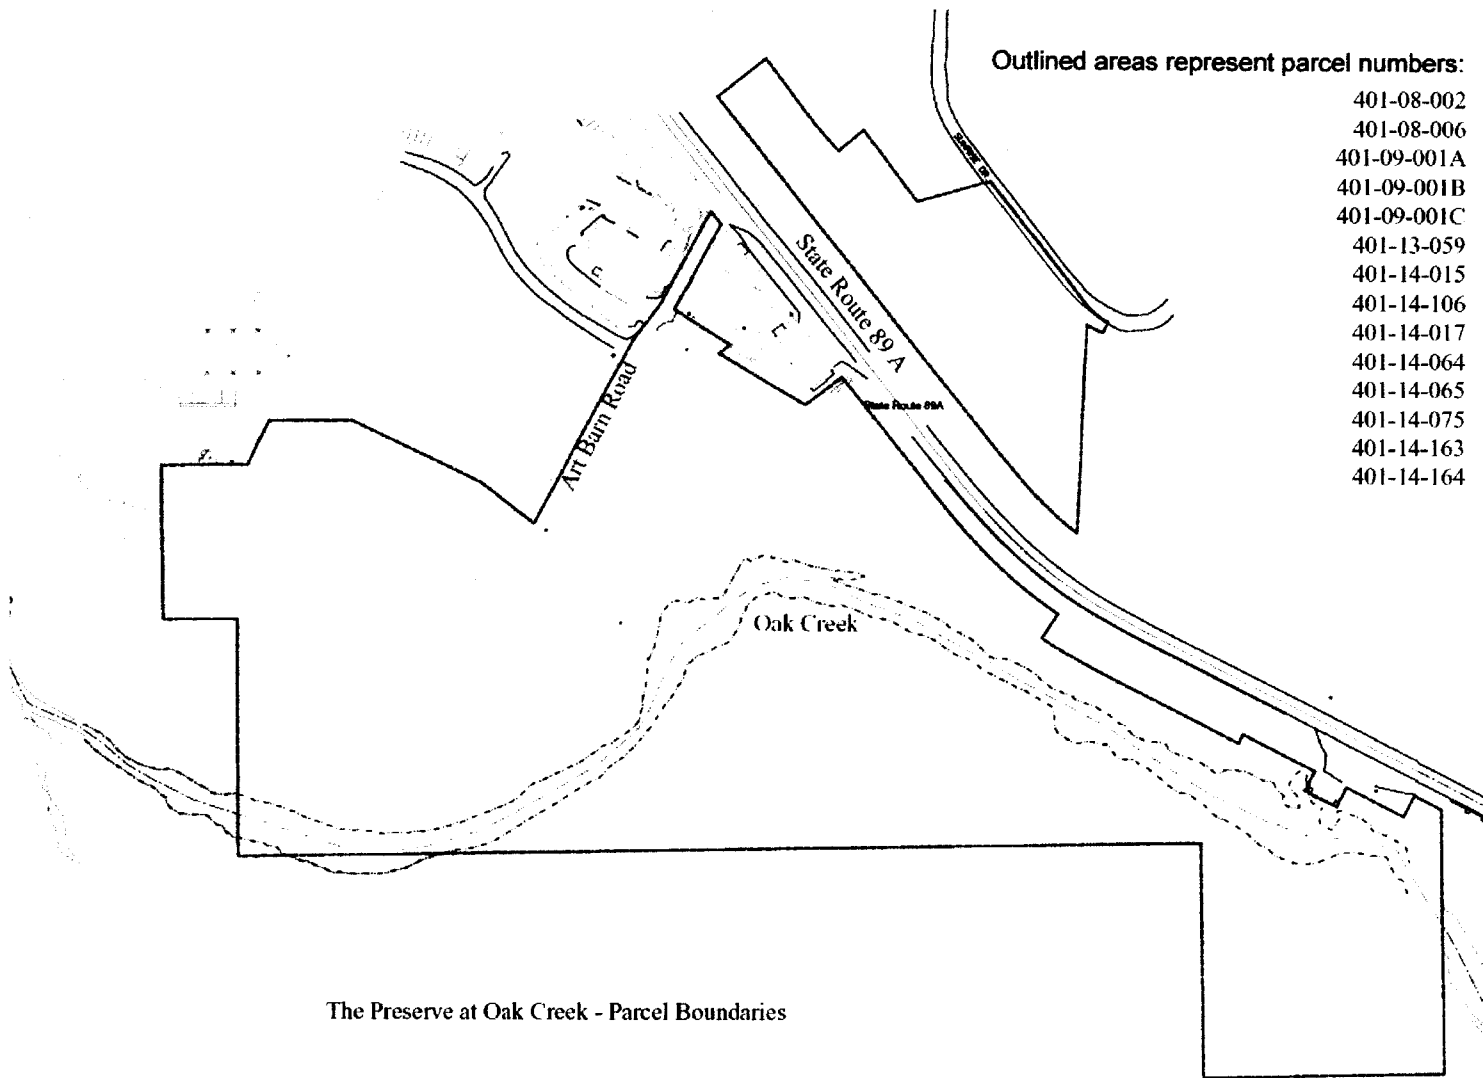 Outlined areas represent parcel numbers:
401-08-002
401-08-006
401-09-001A
401-09-001B
401-09-001C
401-13-059
401-14-015
401-14-106
401-14-017
401-14-064
401-14-065
401-14-075
401-14-163
401-14-164
SUNRISE DR
State Route 89 A
State Route 89A
Art Barn Road
Oak Creek
The Preserve at Oak Creek - Parcel Boundaries